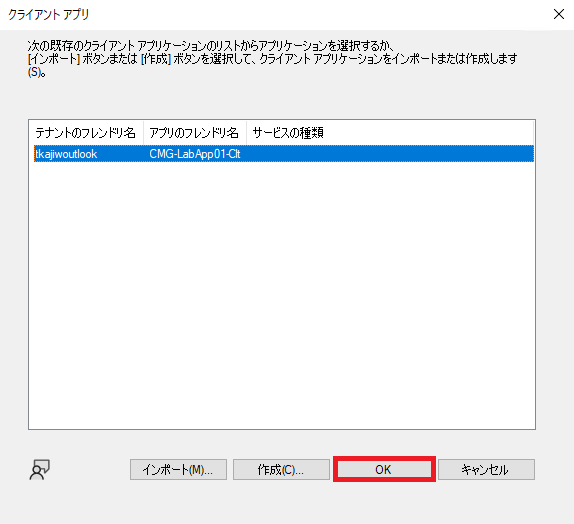 クライアント アプリ
次の既存のクライアント アプリケーションのリストからアプリケーションを選択するか、
[インポート] ボタンまたは [作成] ボタンを選択して、クライアント アプリケーションをインポートまたは作成します
(S)。
テナントのフレンドリ名 アプリのフレンドリ名 サービスの種類
tkajiwoutlook CMG-LabApp01-Clt
インポート(M)... 作成(C)... OK キャンセル